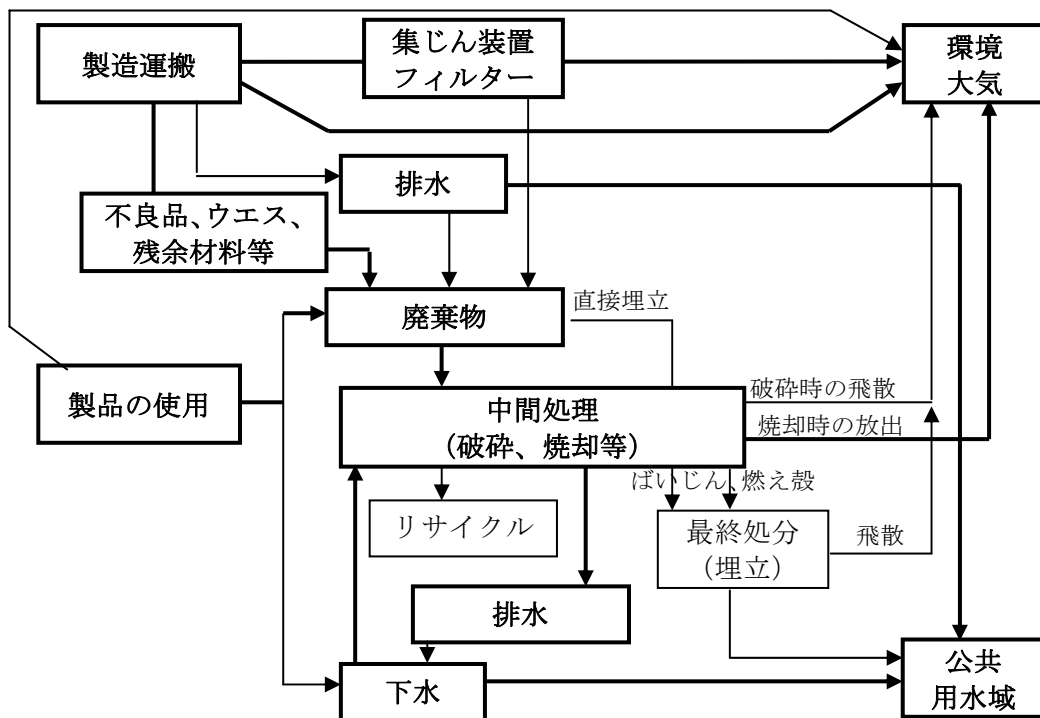 製造運搬
集じん装置
フィルター
環境
大気
排水
不良品、ウエス、
残余材料等
廃棄物
直接埋立
製品の使用
中間処理
（破砕、焼却等）
破砕時の飛散
焼却時の放出
ばいじん、燃え殻
リサイクル
最終処分
（埋立）
飛散
排水
下水
公共
用水域